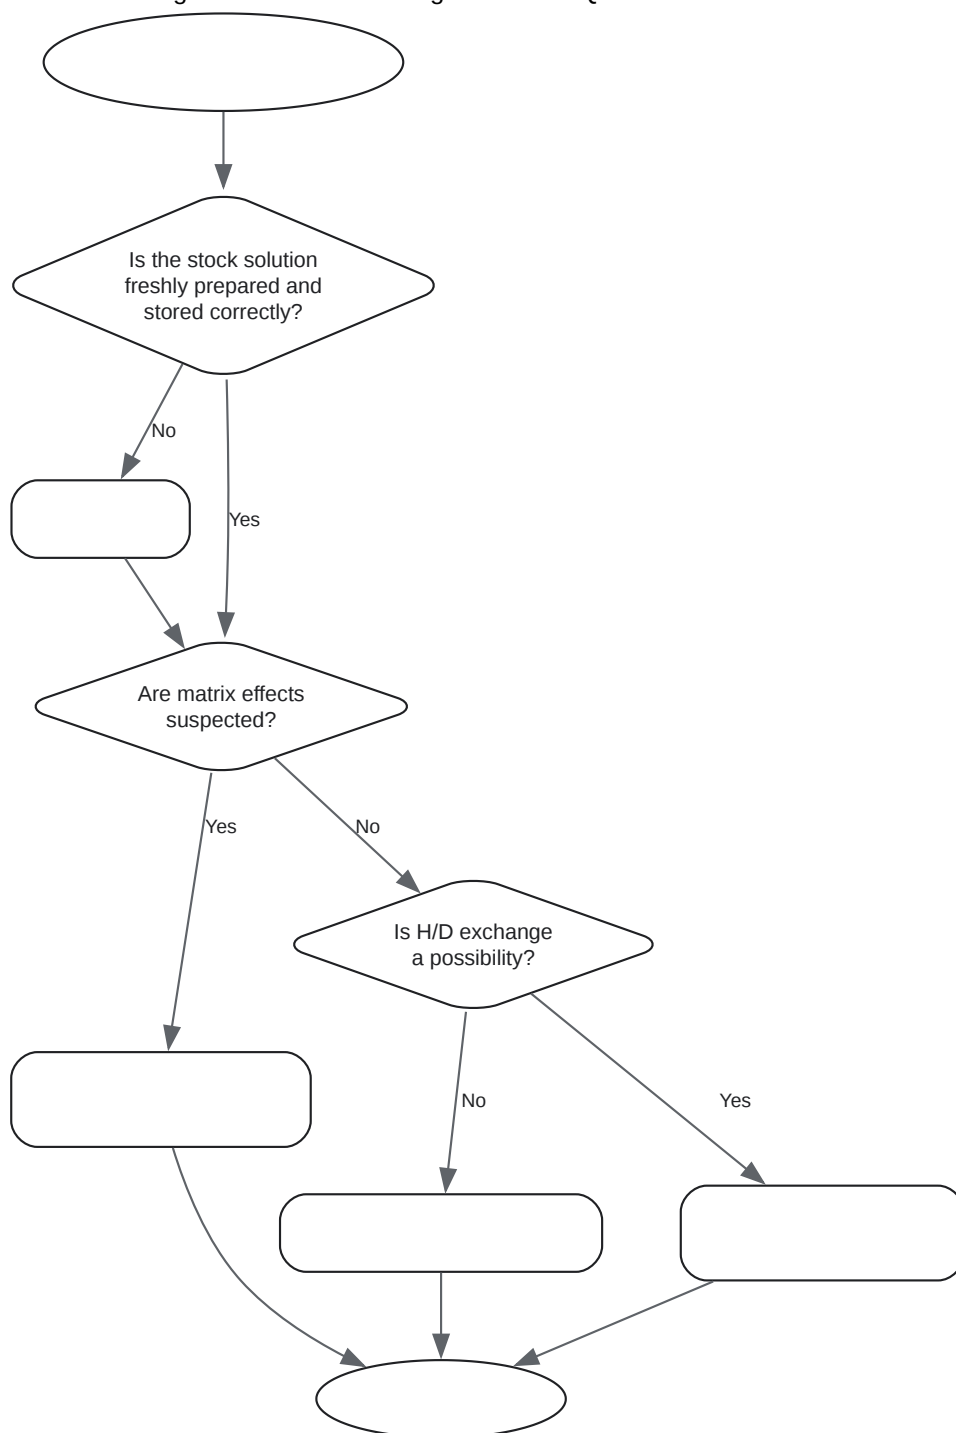 Is the stock solution
freshly prepared and
stored correctly?
No
Yes
Are matrix effects
suspected?
Yes
No
Is H/D exchange
a possibility?
No
Yes